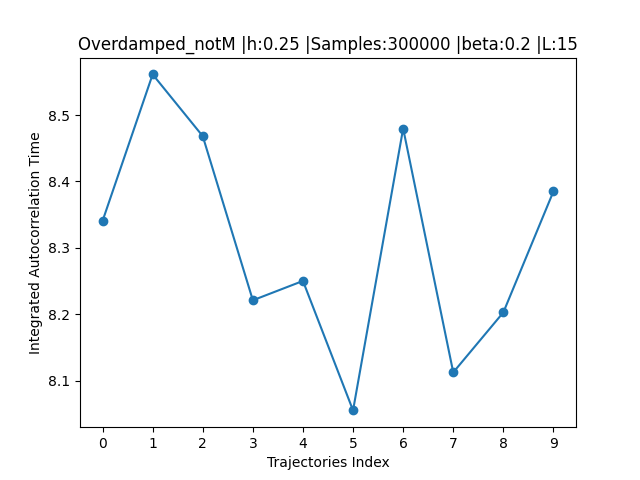 Overdamped_notM |h:0.25 |Samples:300000 |beta:0.2 |L:15
Integrated Autocorrelation Time
8.5
8.4
8.3
8.2
8.1
0 1 2 3 4 5 6 7 8 9
Trajectories Index